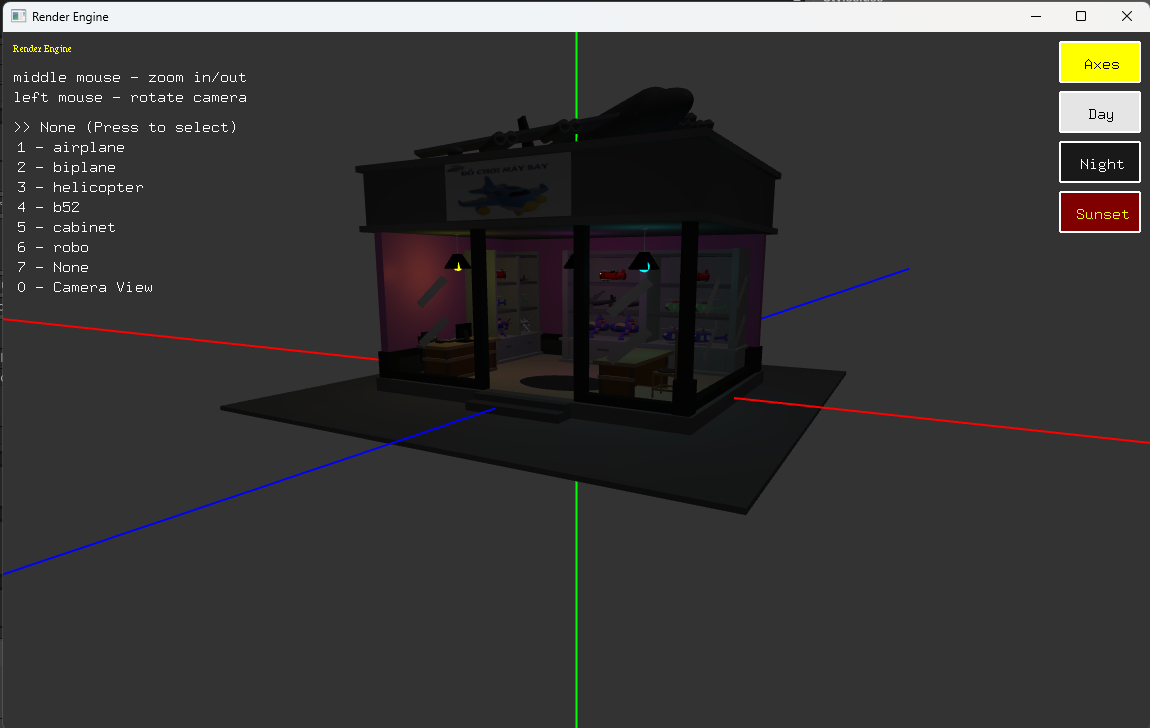 Render Engine
Render Engine
middle mouse - zoom in/out
left mouse - rotate camera
>> None (Press to select)
1 - airplane
2 - biplane
3 - helicopter
4 - b52
5 - cabinet
6 - robo
7 - None
0 - Camera View
Axes
Day
Night
Sunset
ĐỒ CHƠI MÁY BAY